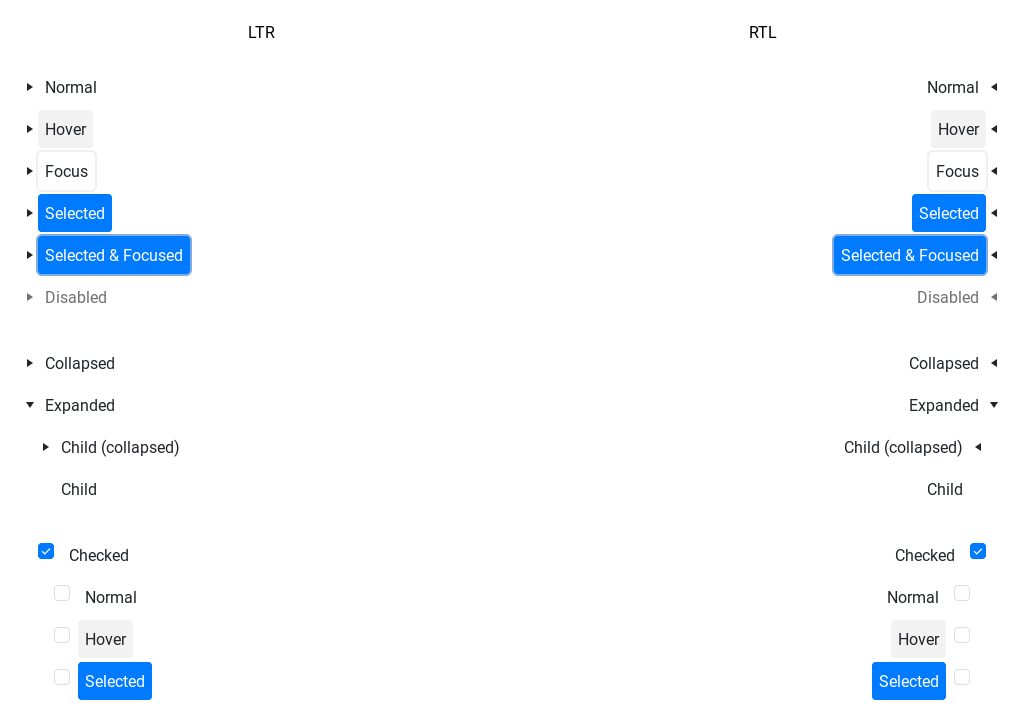 LTR
Normal
Hover
Focus
Selected
Selected & Focused
Disabled
Collapsed
Expanded
Child (collapsed)
Child
Checked
Normal
Hover
Selected
RTL
Normal
Hover
Focus
Selected
Selected & Focused
Disabled
Collapsed
Expanded
Child (collapsed)
Child
Checked
Normal
Hover
Selected